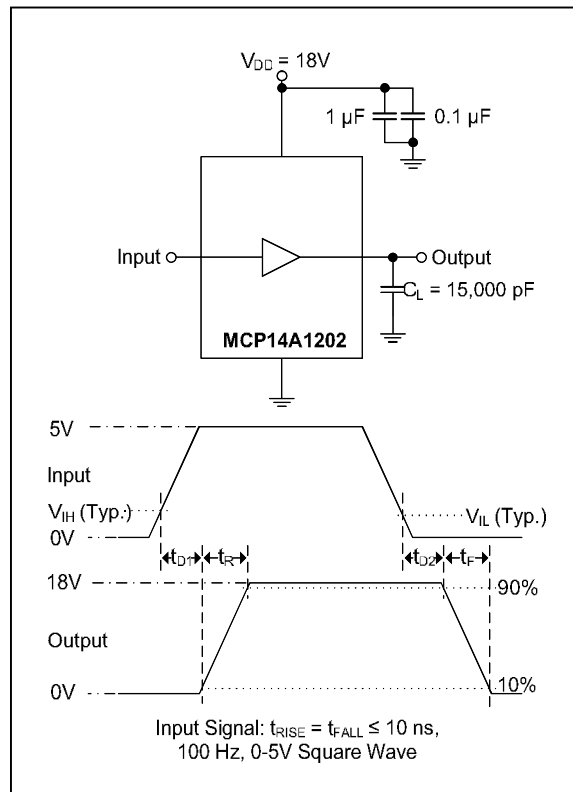 V_DD = 18V
1 µF
0.1 µF
Input
Output
C_L = 15,000 pF
MCP14A1202
5V
Input
V_IH (Typ.)
V_IL (Typ.)
0V
t_D1
t_R
t_D2
t_F
18V
90%
Output
0V
10%
Input Signal: t_RISE = t_FALL ≤ 10 ns,
100 Hz, 0-5V Square Wave